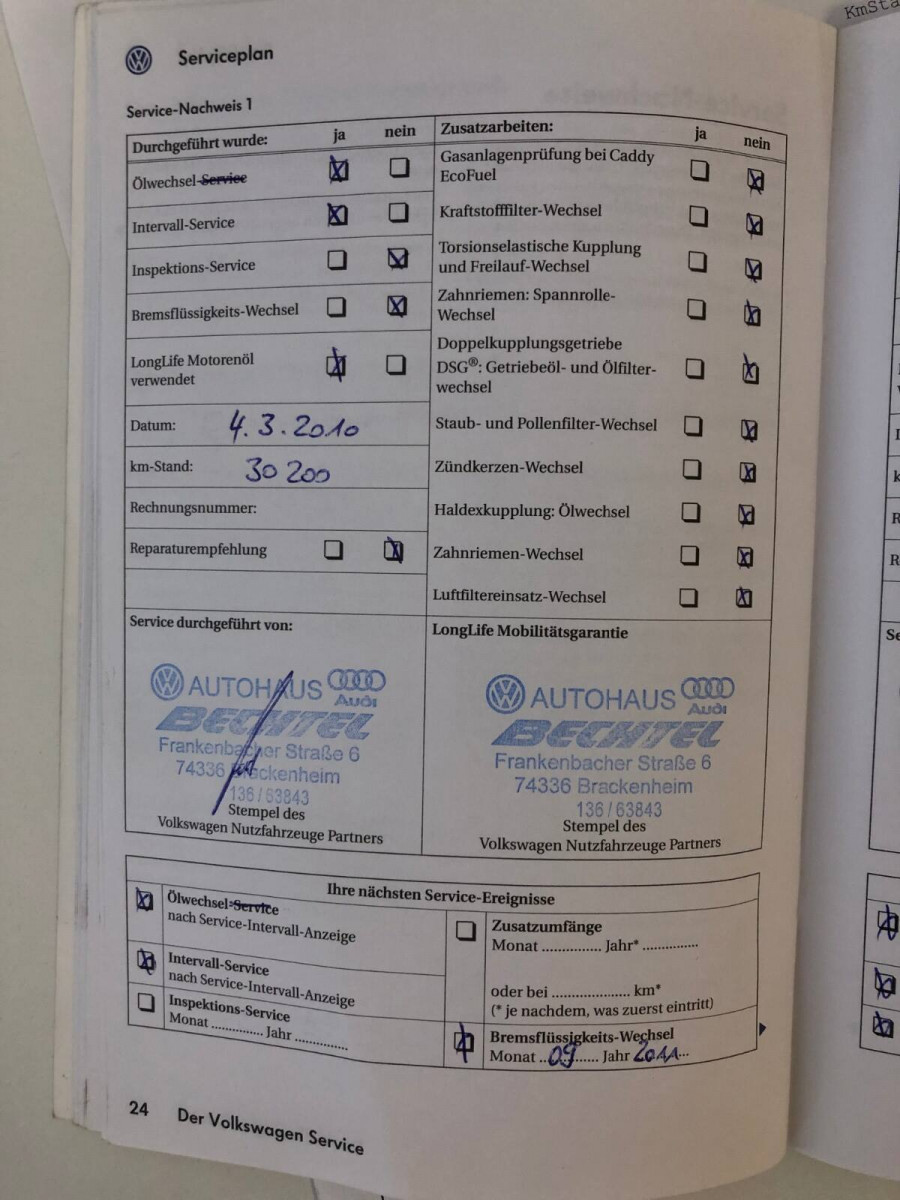 KmSta
Serviceplan
Service-Nachweis 1
Durchgeführt wurde: ja nein
Ölwechsel-Service
Intervall-Service
Inspektions-Service
Bremsflüssigkeits-Wechsel
LongLife Motorenöl
verwendet
Datum: 4.3.2010
km-Stand: 30 200
Rechnungsnummer:
Reparaturempfehlung
Zusatzarbeiten: ja nein
Gasanlagenprüfung bei Caddy
EcoFuel
Kraftstofffilter-Wechsel
Torsionselastische Kupplung
und Freilauf-Wechsel
Zahnriemen: Spannrolle-
Wechsel
Doppelkupplungsgetriebe
DSG®: Getriebeöl- und Ölfilter-
wechsel
Staub- und Pollenfilter-Wechsel
Zündkerzen-Wechsel
Haldexkupplung: Ölwechsel
Zahnriemen-Wechsel
Luftfiltereinsatz-Wechsel
Service durchgeführt von:
AUTOHAUS
Audi
BECHTEL
Frankenbacher Straße 6
74336 Brackenheim
136/63843
Stempel des
Volkswagen Nutzfahrzeuge Partners
LongLife Mobilitätsgarantie
AUTOHAUS
Audi
BECHTEL
Frankenbacher Straße 6
74336 Brackenheim
136/63843
Stempel des
Volkswagen Nutzfahrzeuge Partners
Ihre nächsten Service-Ereignisse
Ölwechsel-Service
nach Service-Intervall-Anzeige
Intervall-Service
nach Service-Intervall-Anzeige
Inspektions-Service
Monat .............. Jahr ..............
Zusatzumfänge
Monat ............... Jahr* ..............
oder bei .................... km*
(* je nachdem, was zuerst eintritt)
Bremsflüssigkeits-Wechsel
Monat ..09........ Jahr 2011...
24 Der Volkswagen Service
Se